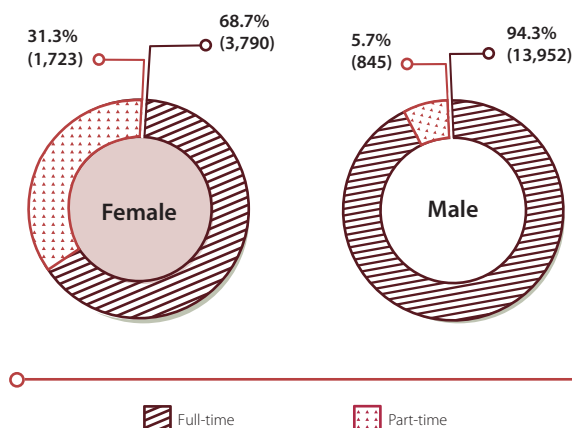 31.3%
(1,723)
68.7%
(3,790)
Female
5.7%
(845)
94.3%
(13,952)
Male
Full-time
Part-time